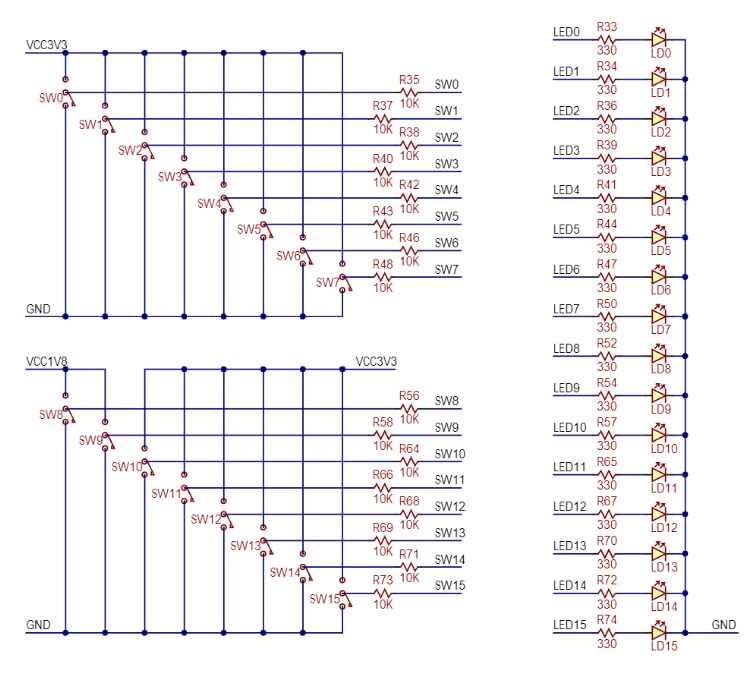 VCC3V3
SW0 R35 10K SW0
SW1 R37 10K SW1
SW2 R38 10K SW2
SW3 R40 10K SW3
SW4 R42 10K SW4
SW5 R43 10K SW5
SW6 R46 10K SW6
SW7 R48 10K SW7
GND
VCC1V8 VCC3V3
SW8 R56 10K SW8
SW9 R58 10K SW9
SW10 R64 10K SW10
SW11 R66 10K SW11
SW12 R68 10K SW12
SW13 R69 10K SW13
SW14 R71 10K SW14
SW15 R73 10K SW15
GND
LED0 R33 330 LD0
LED1 R34 330 LD1
LED2 R36 330 LD2
LED3 R39 330 LD3
LED4 R41 330 LD4
LED5 R44 330 LD5
LED6 R47 330 LD6
LED7 R50 330 LD7
LED8 R52 330 LD8
LED9 R54 330 LD9
LED10 R57 330 LD10
LED11 R65 330 LD11
LED12 R67 330 LD12
LED13 R70 330 LD13
LED14 R72 330 LD14
LED15 R74 330 LD15
GND